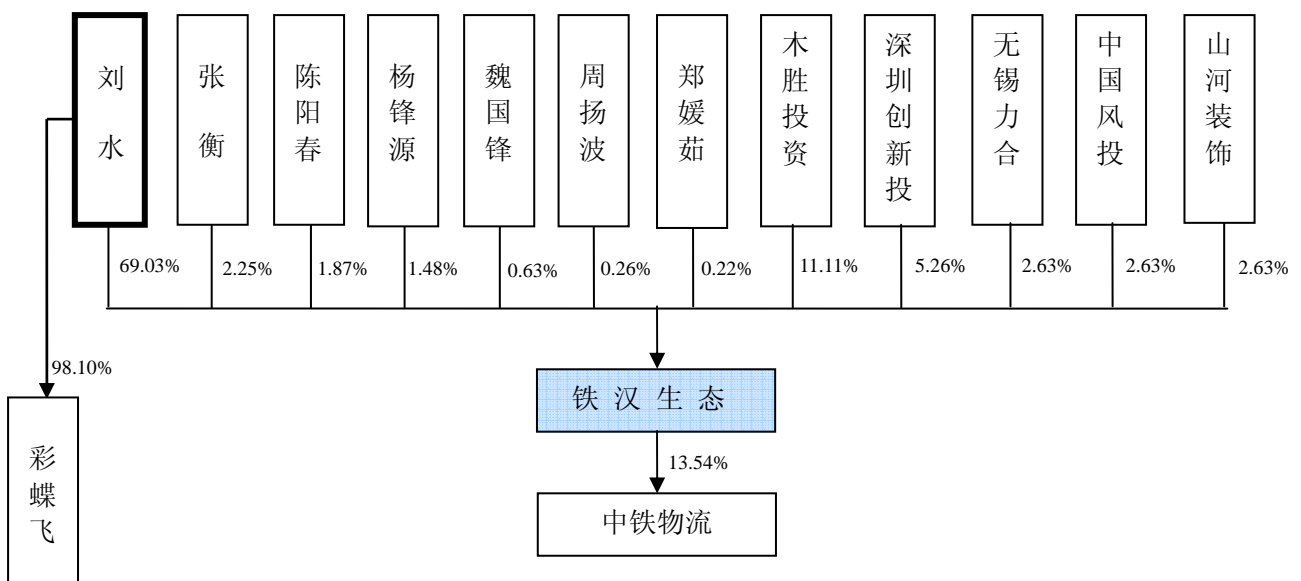 刘水
张衡
陈阳春
杨锋源
魏国锋
周扬波
郑媛茹
木胜投资
深圳创新投
无锡力合
中国风投
山河装饰
69.03%
2.25%
1.87%
1.48%
0.63%
0.26%
0.22%
11.11%
5.26%
2.63%
2.63%
2.63%
98.10%
铁汉生态
彩蝶飞
13.54%
中铁物流